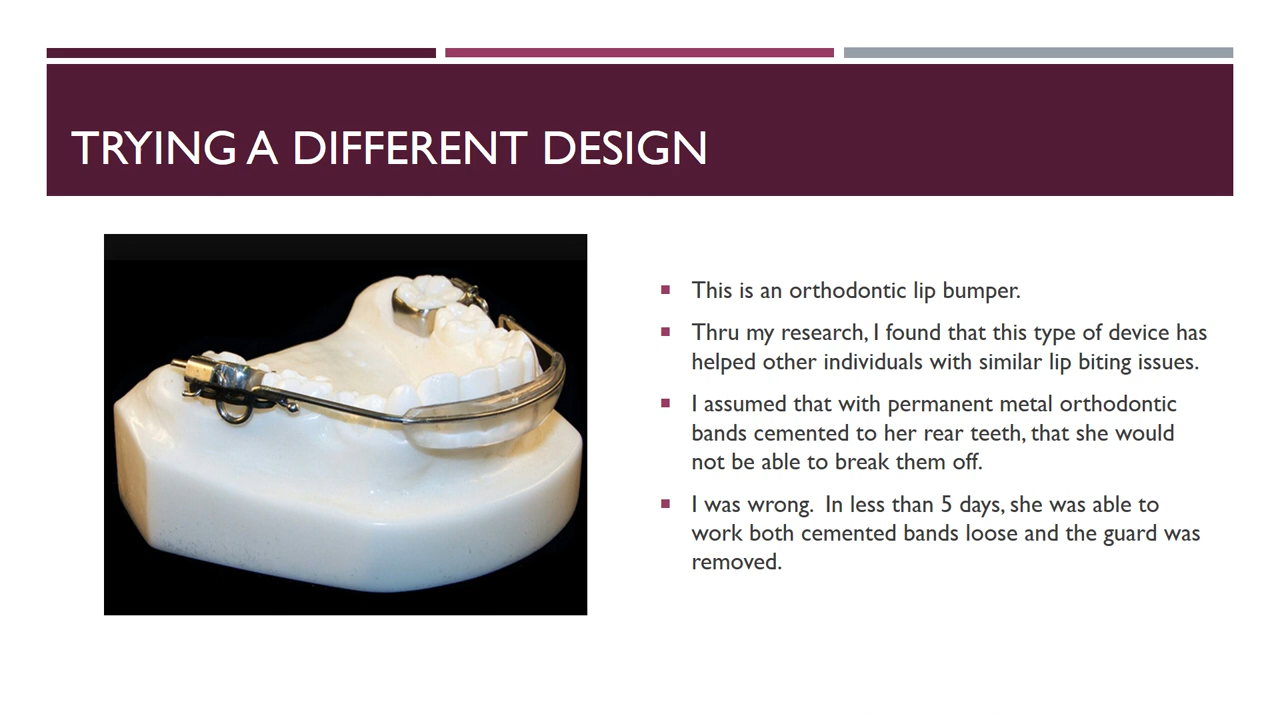 TRYING A DIFFERENT DESIGN
This is an orthodontic lip bumper.
Thru my research, I found that this type of device has
helped other individuals with similar lip biting issues.
I assumed that with permanent metal orthodontic
bands cemented to her rear teeth, that she would
not be able to break them off.
I was wrong.  In less than 5 days, she was able to
work both cemented bands loose and the guard was
removed.